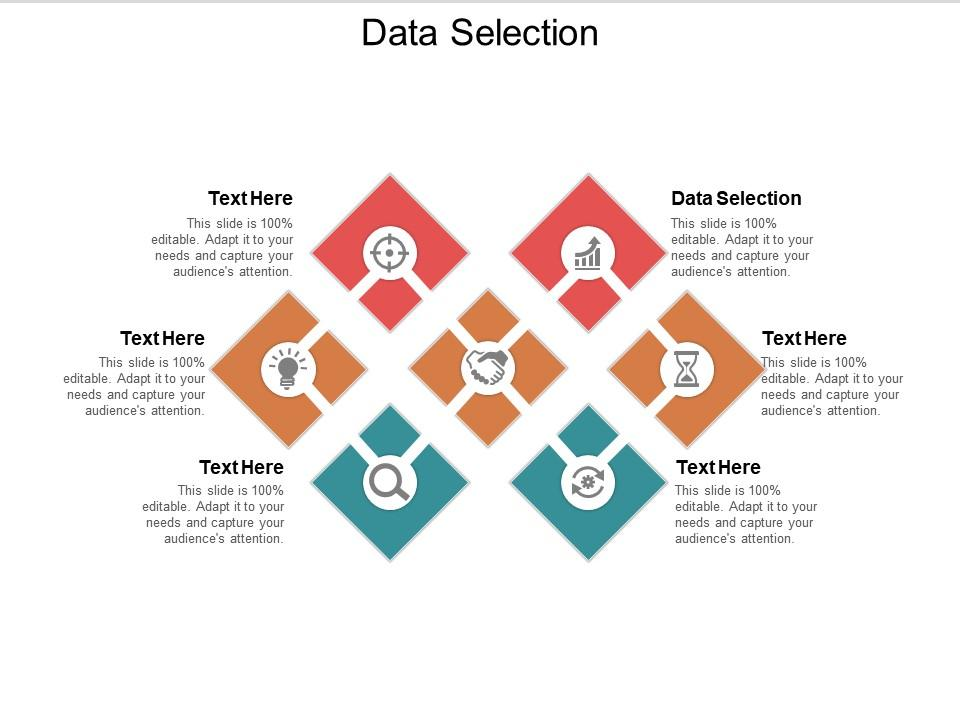 Data Selection
Text Here
This slide is 100%
editable. Adapt it to your
needs and capture your
audience's attention.
Data Selection
This slide is 100%
editable. Adapt it to your
needs and capture your
audience's attention.
Text Here
This slide is 100%
editable. Adapt it to your
needs and capture your
audience's attention.
Text Here
This slide is 100%
editable. Adapt it to your
needs and capture your
audience's attention.
Text Here
This slide is 100%
editable. Adapt it to your
needs and capture your
audience's attention.
Text Here
This slide is 100%
editable. Adapt it to your
needs and capture your
audience's attention.